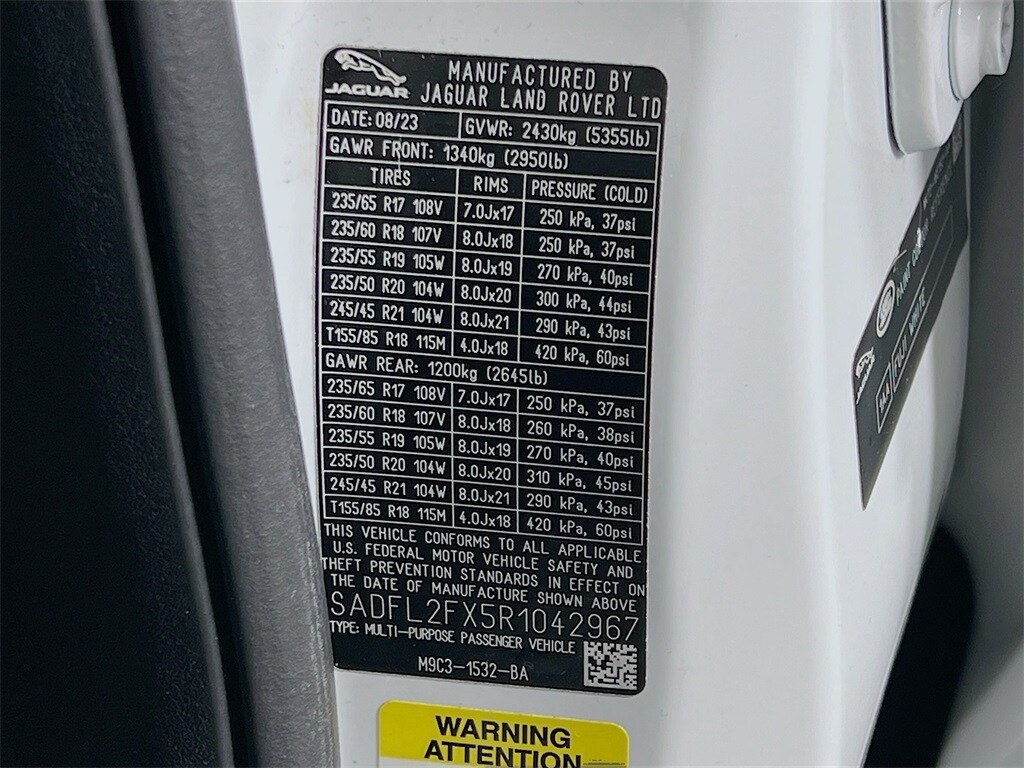 JAGUAR
MANUFACTURED BY
JAGUAR LAND ROVER LTD
DATE: 08/23 GVWR: 2430kg (5355lb)
GAWR FRONT: 1340kg (2950lb)
TIRES RIMS PRESSURE (COLD)
235/65 R17 108V 7.0Jx17 250 kPa, 37psi
235/60 R18 107V 8.0Jx18 250 kPa, 37psi
235/55 R19 105W 8.0Jx19 270 kPa, 40psi
235/50 R20 104W 8.0Jx20 300 kPa, 44psi
245/45 R21 104W 8.0Jx21 290 kPa, 43psi
T155/85 R18 115M 4.0Jx18 420 kPa, 60psi
GAWR REAR: 1200kg (2645lb)
235/65 R17 108V 7.0Jx17 250 kPa, 37psi
235/60 R18 107V 8.0Jx18 260 kPa, 38psi
235/55 R19 105W 8.0Jx19 270 kPa, 40psi
235/50 R20 104W 8.0Jx20 310 kPa, 45psi
245/45 R21 104W 8.0Jx21 290 kPa, 43psi
T155/85 R18 115M 4.0Jx18 420 kPa, 60psi
THIS VEHICLE CONFORMS TO ALL APPLICABLE
U.S. FEDERAL MOTOR VEHICLE SAFETY AND
THEFT PREVENTION STANDARDS IN EFFECT ON
THE DATE OF MANUFACTURE SHOWN ABOVE
SADFL2FX5R1042967
TYPE: MULTI-PURPOSE PASSENGER VEHICLE
M9C3-1532-BA
WARNING
ATTENTION
JAGUAR
PAINT
FUJI WHITE